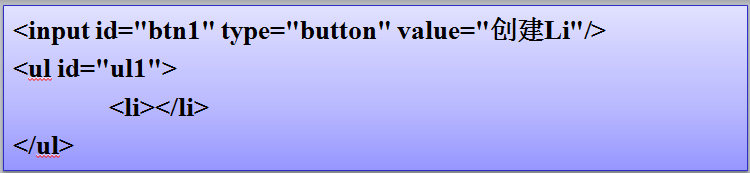 <input id="btn1" type="button" value="创建Li"/>
<ul id="ul1">
<li></li>
</ul>